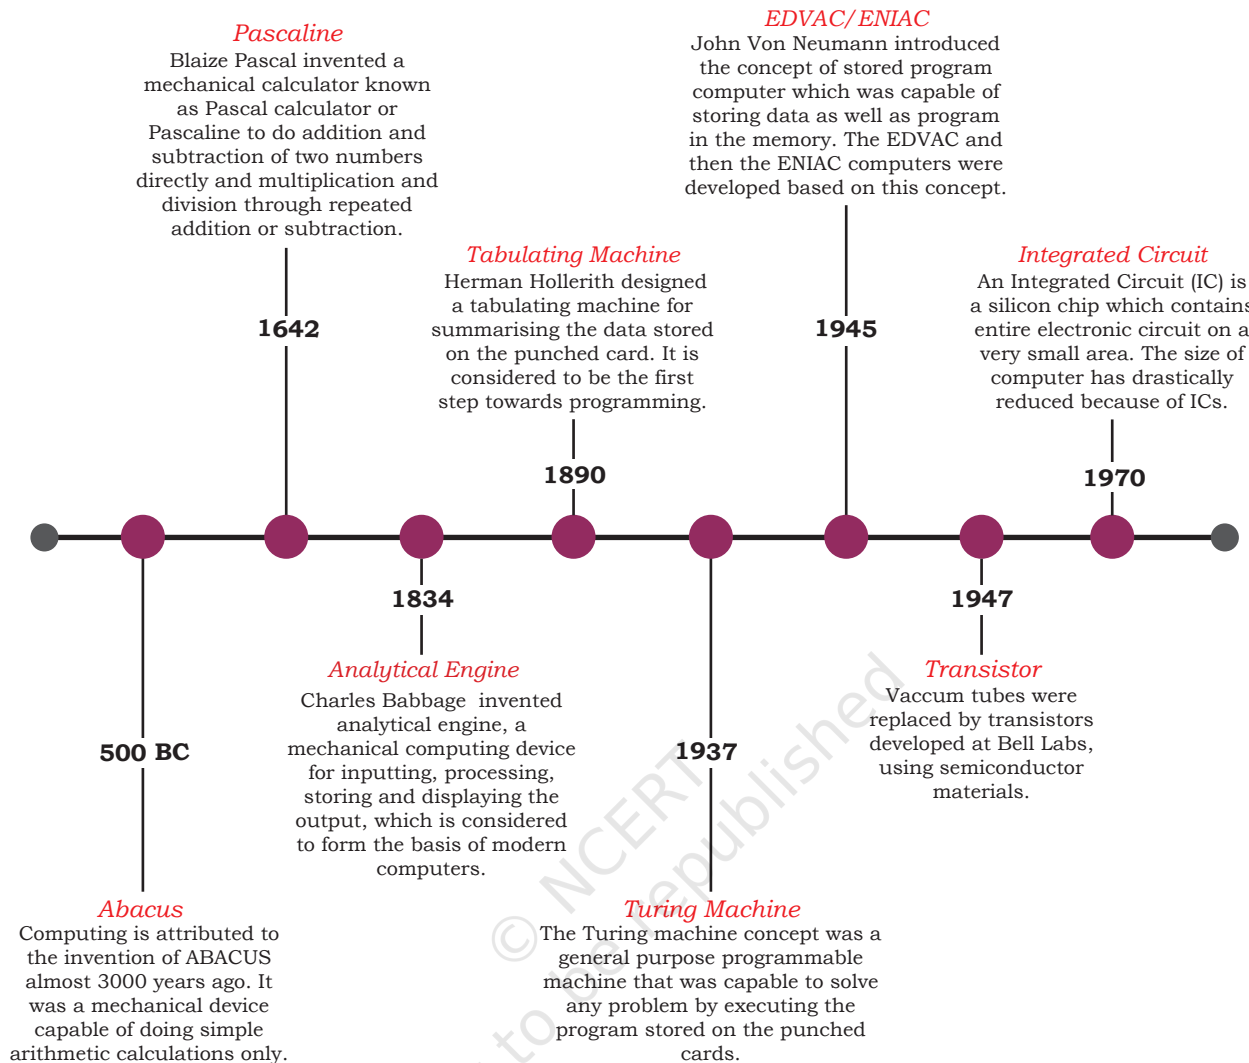 Pascaline
Blaize Pascal invented a
mechanical calculator known
as Pascal calculator or
Pascaline to do addition and
subtraction of two numbers
directly and multiplication and
division through repeated
addition or subtraction.
1642
Tabulating Machine
Herman Hollerith designed
a tabulating machine for
summarising the data stored
on the punched card. It is
considered to be the first
step towards programming.
1890
EDVAC/ENIAC
John Von Neumann introduced
the concept of stored program
computer which was capable of
storing data as well as program
in the memory. The EDVAC and
then the ENIAC computers were
developed based on this concept.
1945
Integrated Circuit
An Integrated Circuit (IC) is
a silicon chip which contains
entire electronic circuit on a
very small area. The size of
computer has drastically
reduced because of ICs.
1970
500 BC
Abacus
Computing is attributed to
the invention of ABACUS
almost 3000 years ago. It
was a mechanical device
capable of doing simple
arithmetic calculations only.
1834
Analytical Engine
Charles Babbage invented
analytical engine, a
mechanical computing device
for inputting, processing,
storing and displaying the
output, which is considered
to form the basis of modern
computers.
1937
Turing Machine
The Turing machine concept was a
general purpose programmable
machine that was capable to solve
any problem by executing the
program stored on the punched
cards.
1947
Transistor
Vaccum tubes were
replaced by transistors
developed at Bell Labs,
using semiconductor
materials.
© NCERT
to be republished